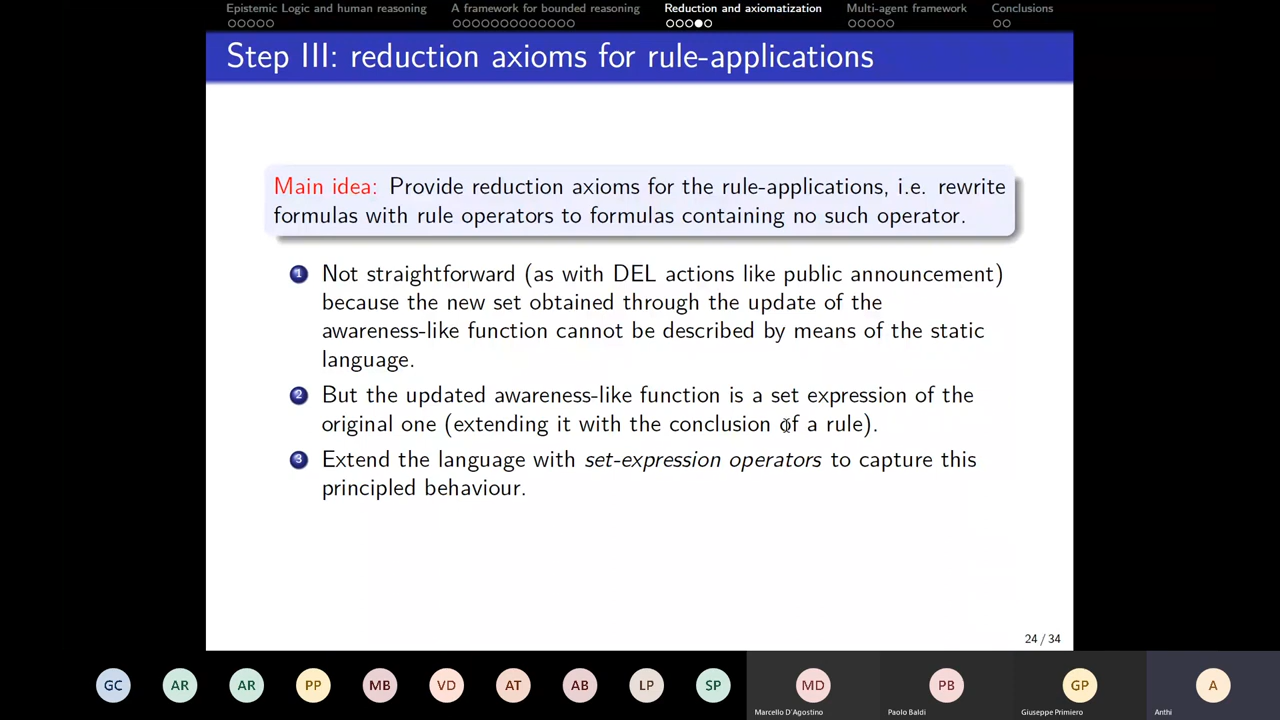 Epistemic Logic and human reasoning A framework for bounded reasoning Reduction and axiomatization Multi-agent framework Conclusions
Step III: reduction axioms for rule-applications
Main idea: Provide reduction axioms for the rule-applications, i.e. rewrite
formulas with rule operators to formulas containing no such operator.
1 Not straightforward (as with DEL actions like public announcement)
because the new set obtained through the update of the
awareness-like function cannot be described by means of the static
language.
2 But the updated awareness-like function is a set expression of the
original one (extending it with the conclusion of a rule).
3 Extend the language with set-expression operators to capture this
principled behaviour.
24 / 34
GC AR AR PP MB VD AT AB LP SP MD PB GP A
Marcello D'Agostino Paolo Baldi Giuseppe Primiero Anthi